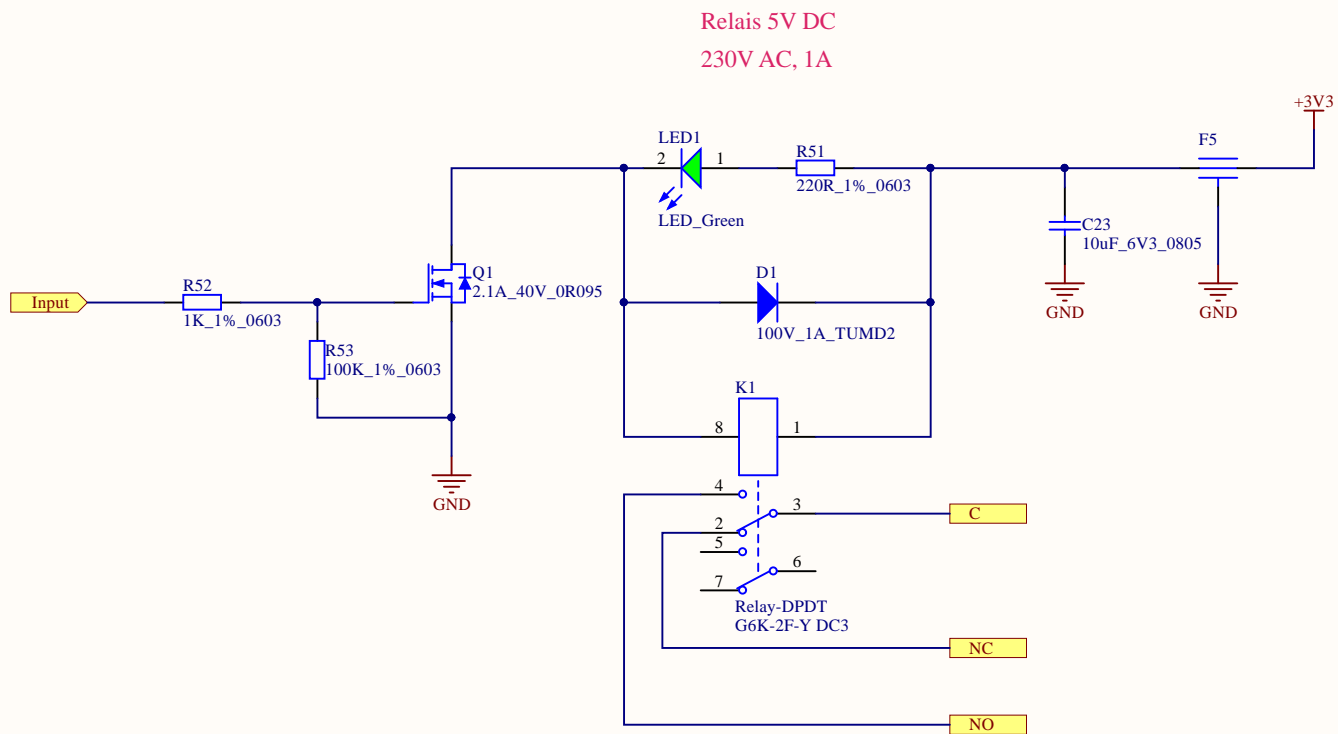 Relais 5V DC
230V AC, 1A
+3V3
F5
LED1
2
1
R51
220R_1%_0603
LED_Green
C23
10uF_6V3_0805
GND
GND
Q1
2.1A_40V_0R095
D1
100V_1A_TUMD2
Input
R52
1K_1%_0603
R53
100K_1%_0603
GND
K1
8
1
4
3
C
2
5
6
7
Relay-DPDT
G6K-2F-Y DC3
NC
NO